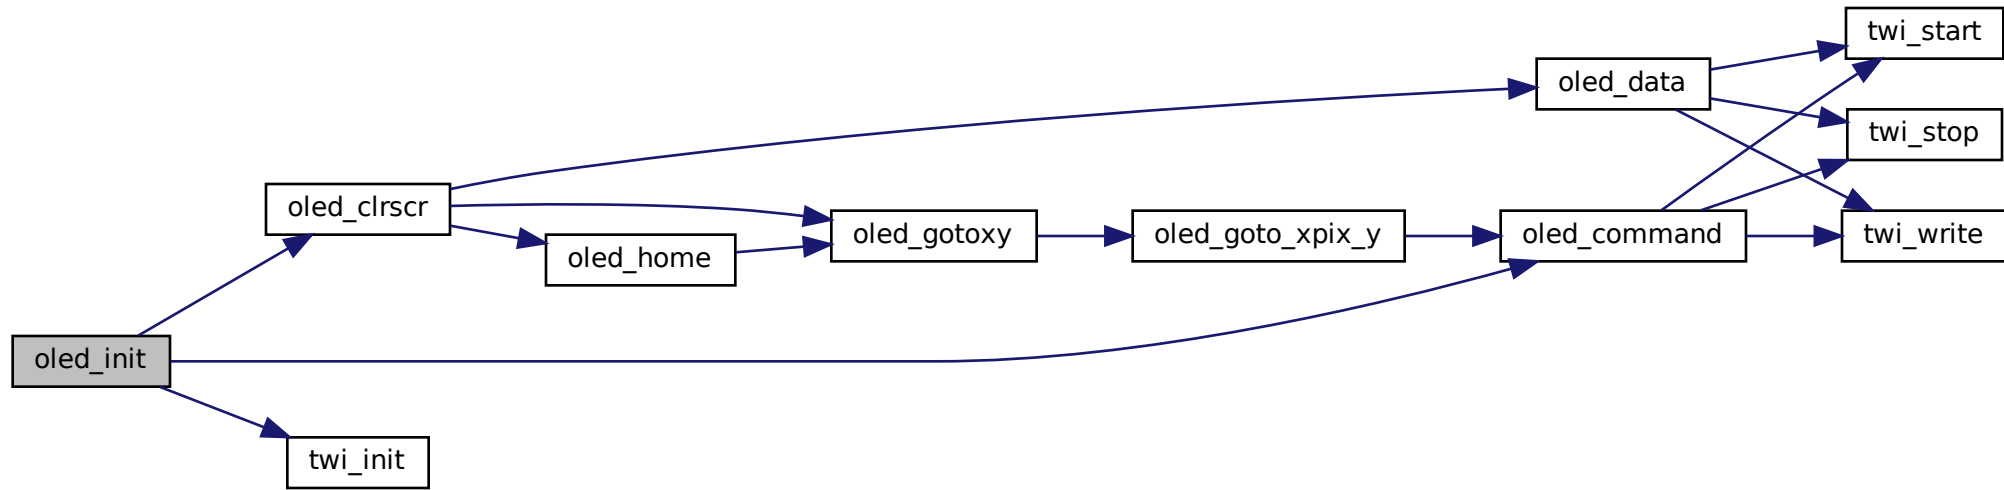 twi_start
oled_data
twi_stop
oled_clrscr
oled_gotoxy
oled_goto_xpix_y
oled_command
twi_write
oled_home
oled_init
twi_init